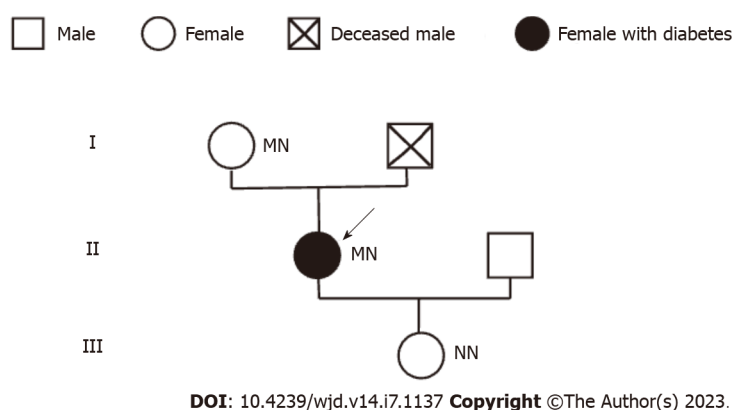 Male Female Deceased male Female with diabetes
I MN
II MN
III NN
DOI: 10.4239/wjd.v14.i7.1137 Copyright ©The Author(s) 2023.